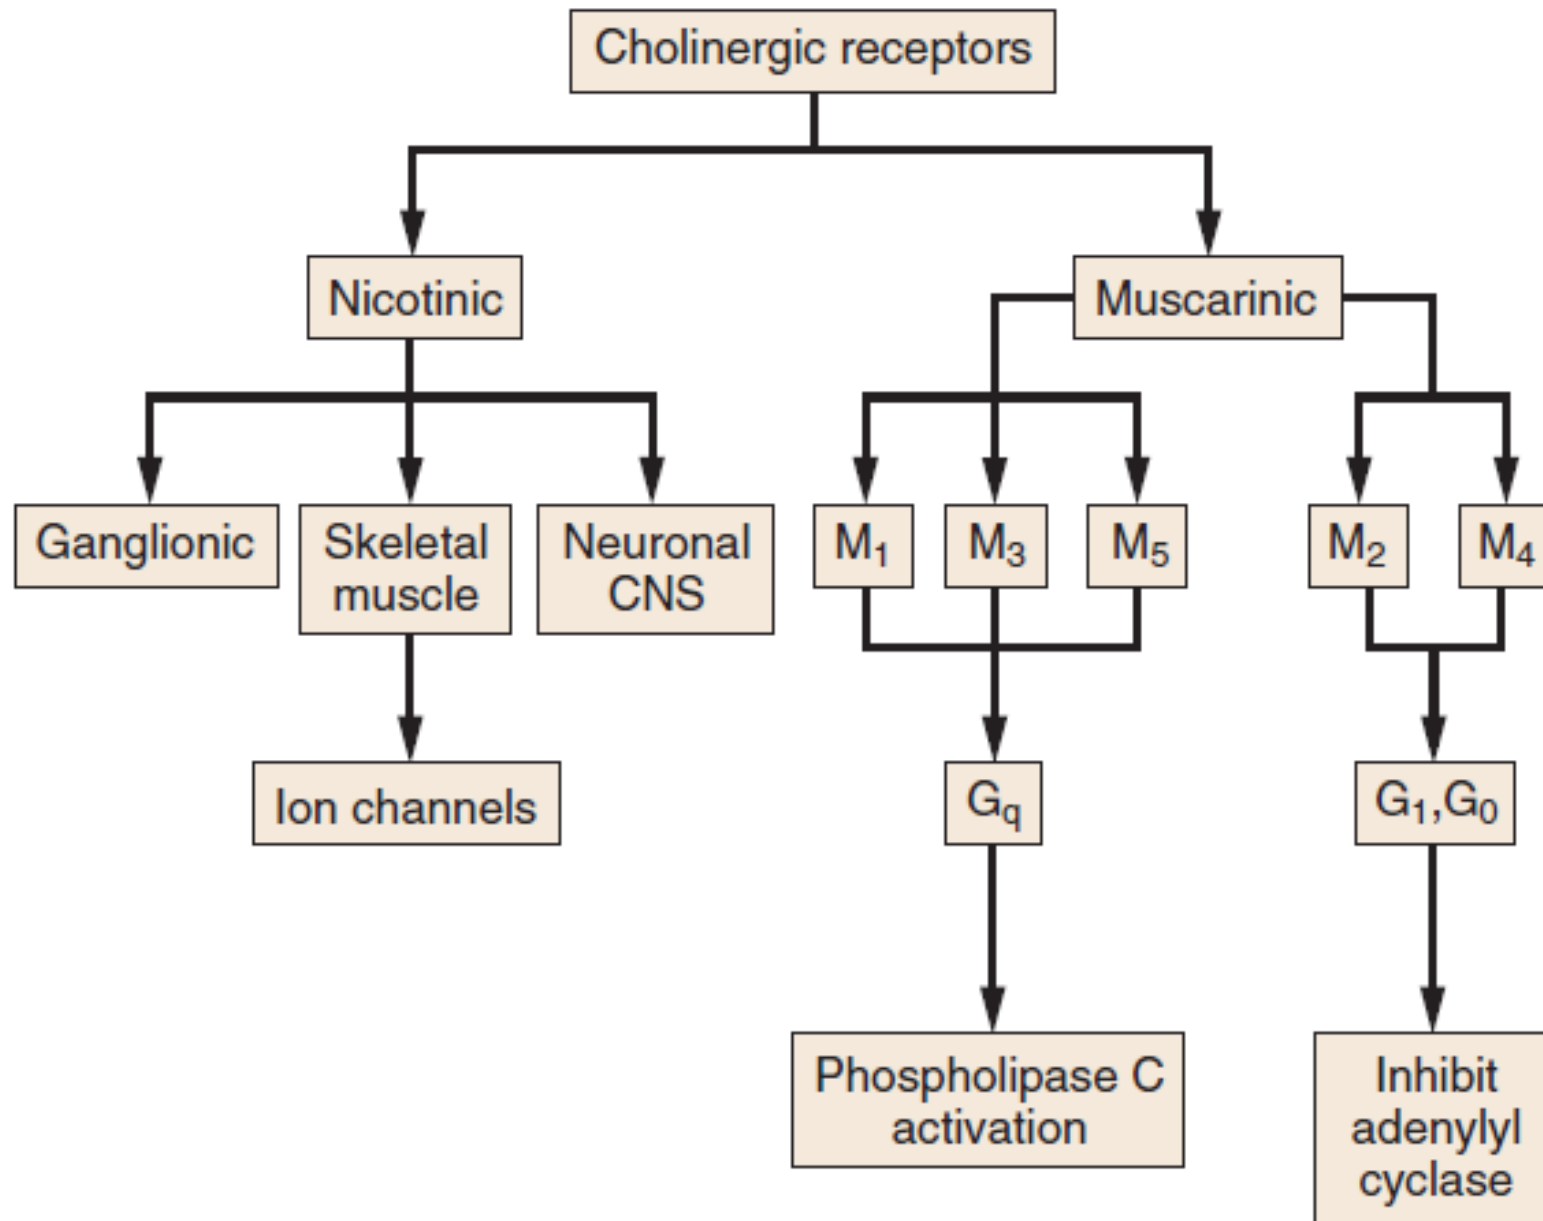 Cholinergic receptors
Nicotinic
Muscarinic
Ganglionic
Skeletal
muscle
Neuronal
CNS
M₁
M₃
M₅
M₂
M₄
Ion channels
Gq
G₁,G₀
Phospholipase C
activation
Inhibit
adenylyl
cyclase